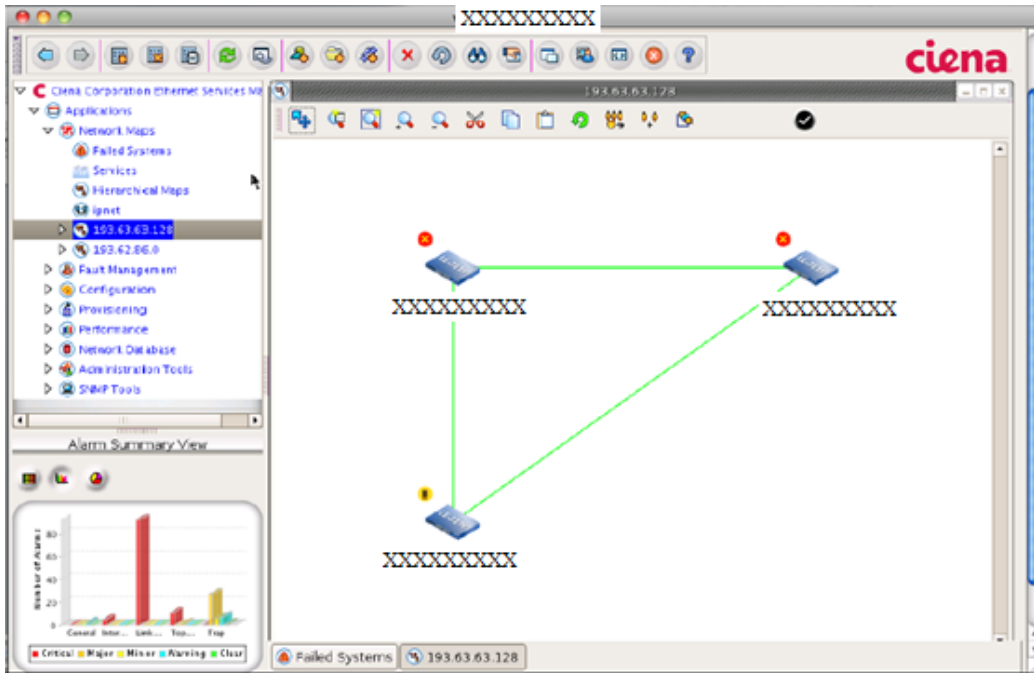 XXXXXXXXX
ciena
Ciena Corporation Ethernet Services Ma
193.63.63.128
Applications
Network Maps
Failed Systems
Services
Hierarchical Maps
ipnet
193.63.63.128
193.62.86.0
Fault Management
Configuration
Provisioning
Performance
Network Database
Administration Tools
SNMP Tools
XXXXXXXXX
XXXXXXXXX
XXXXXXXXX
Alarm Summary View
Number of Alarms
80
60
40
20
0
General Inter... Link... Top... Trap
Critical Major Minor Warning Clear
Failed Systems 193.63.63.128